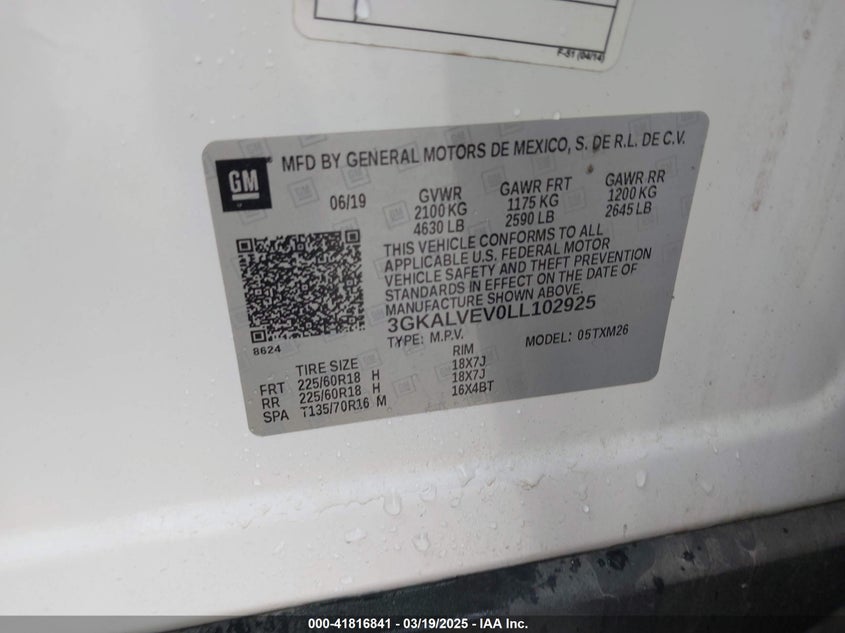 F-51 (04/14)
MFD BY GENERAL MOTORS DE MEXICO, S. DE R.L. DE C.V.
GM
06/19
GVWR GAWR FRT GAWR RR
2100 KG 1175 KG 1200 KG
4630 LB 2590 LB 2645 LB
THIS VEHICLE CONFORMS TO ALL
APPLICABLE U.S. FEDERAL MOTOR
VEHICLE SAFETY AND THEFT PREVENTION
STANDARDS IN EFFECT ON THE DATE OF
MANUFACTURE SHOWN ABOVE.
3GKALVEV0LL102925
TYPE: M.P.V. MODEL: 05TXM26
8624
TIRE SIZE RIM
FRT 225/60R18 H 18X7J
RR 225/60R18 H 18X7J
SPA T135/70R16 M 16X4BT
000-41816841 - 03/19/2025 - IAA Inc.